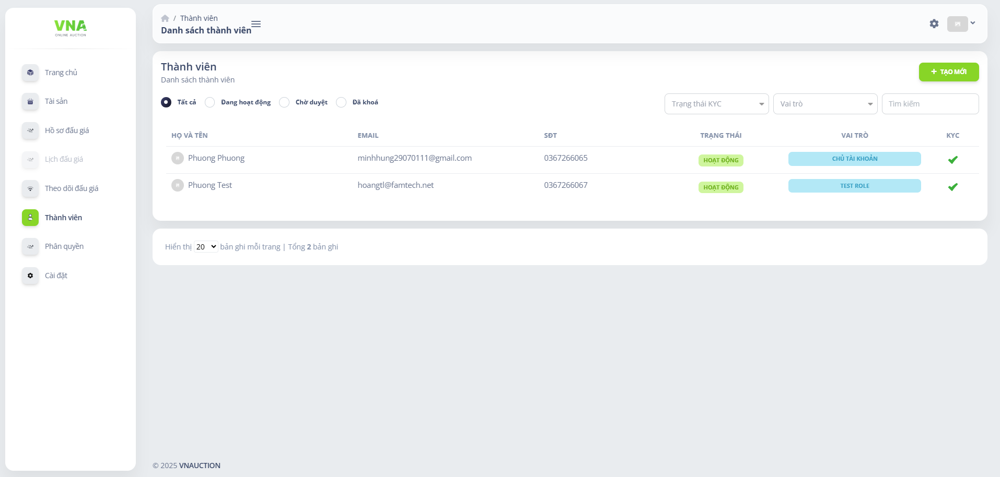 VNA
ONLINE AUCTION
Trang chủ
Tài sản
Hồ sơ đấu giá
Lịch đấu giá
Theo dõi đấu giá
Thành viên
Phân quyền
Cài đặt
/ Thành viên
Danh sách thành viên
Thành viên
Danh sách thành viên
+ TẠO MỚI
Tất cả Đang hoạt động Chờ duyệt Đã khoá
Trạng thái KYC Vai trò Tìm kiếm
HỌ VÀ TÊN EMAIL SĐT TRẠNG THÁI VAI TRÒ KYC
Phuong Phuong minhhung29070111@gmail.com 0367266065 HOẠT ĐỘNG CHỦ TÀI KHOẢN
Phuong Test hoangtl@famtech.net 0367266067 HOẠT ĐỘNG TEST ROLE
Hiển thị 20 bản ghi mỗi trang | Tổng 2 bản ghi
© 2025 VNAUCTION